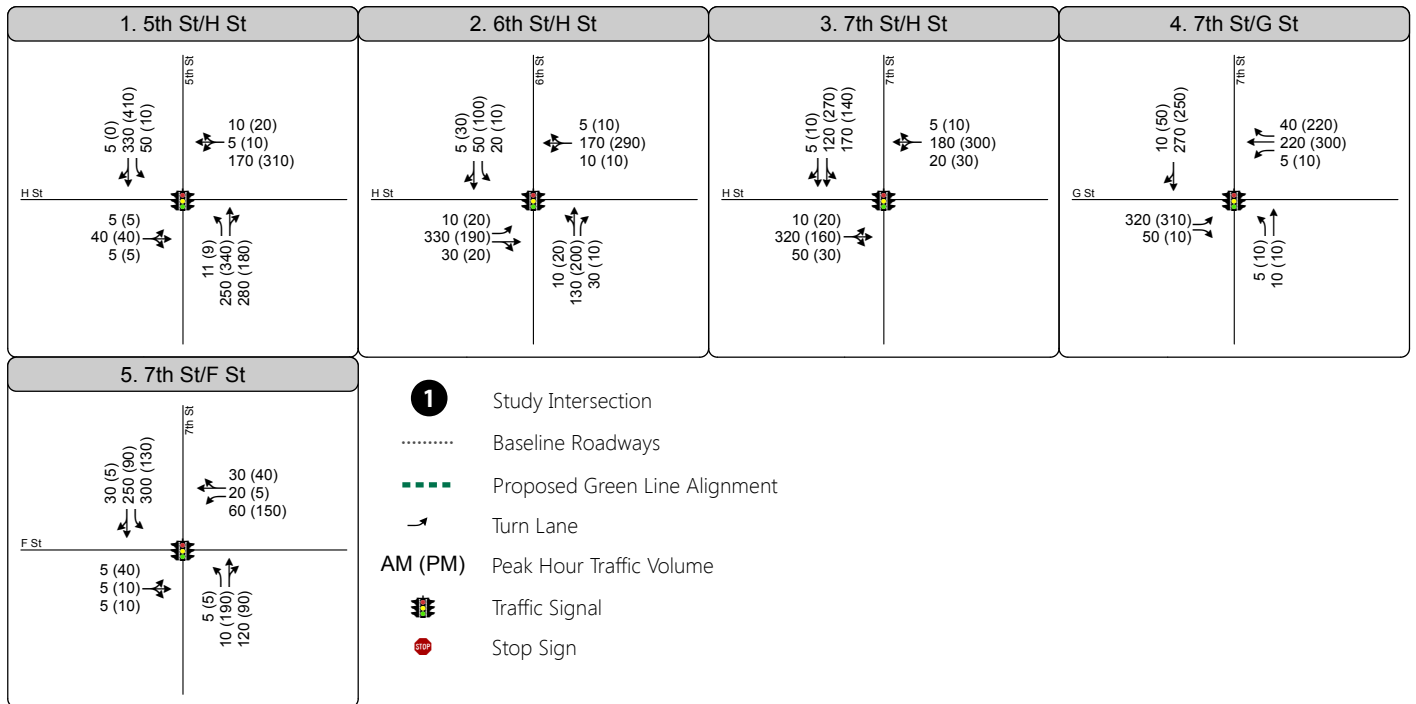 1. 5th St/H St
5th St
H St
5 (0)
330 (410)
50 (10)
10 (20)
5 (10)
170 (310)
5 (5)
40 (40)
5 (5)
11 (9)
250 (340)
280 (180)
2. 6th St/H St
6th St
H St
5 (30)
50 (100)
20 (10)
5 (10)
170 (290)
10 (10)
10 (20)
330 (190)
30 (20)
10 (20)
130 (200)
30 (10)
3. 7th St/H St
7th St
H St
5 (10)
120 (270)
170 (140)
5 (10)
180 (300)
20 (30)
10 (20)
320 (160)
50 (30)
4. 7th St/G St
7th St
G St
10 (50)
270 (250)
40 (220)
220 (300)
5 (10)
320 (310)
50 (10)
5 (10)
10 (10)
5. 7th St/F St
7th St
F St
30 (5)
250 (90)
300 (130)
30 (40)
20 (5)
60 (150)
5 (40)
5 (10)
5 (10)
5 (5)
10 (190)
120 (90)
1 Study Intersection
Baseline Roadways
Proposed Green Line Alignment
Turn Lane
AM (PM) Peak Hour Traffic Volume
Traffic Signal
STOP Stop Sign